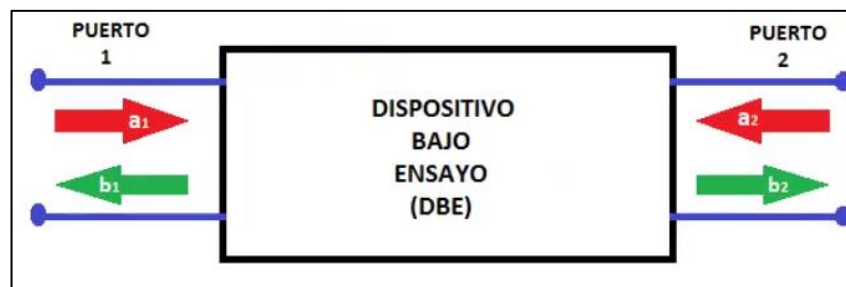 PUERTO
1
PUERTO
2
DISPOSITIVO
BAJO
ENSAYO
(DBE)
a1
a2
b1
b2